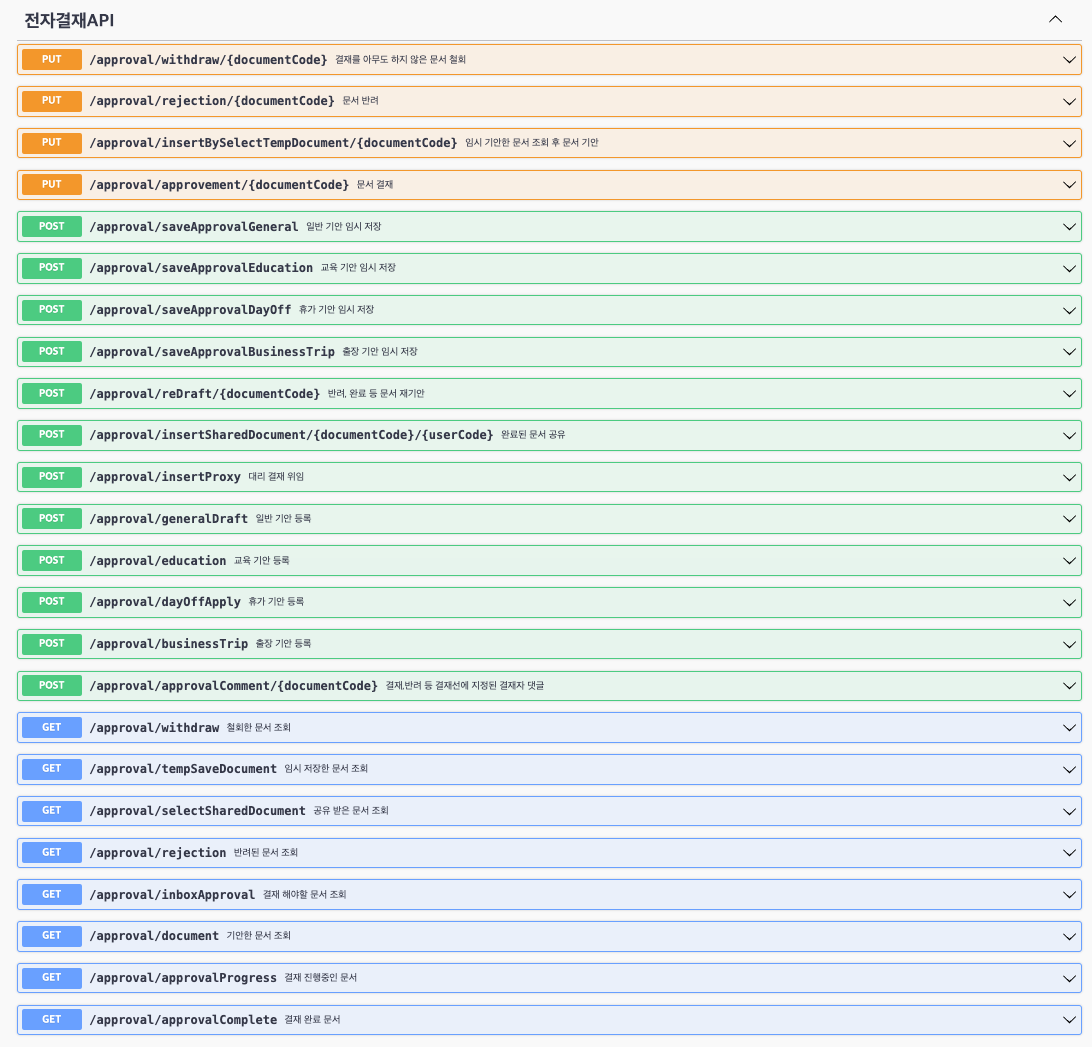 전자결재API
PUT /approval/withdraw/{documentCode} 결재를 아무도 하지 않은 문서 철회
PUT /approval/rejection/{documentCode} 문서 반려
PUT /approval/insertBySelectTempDocument/{documentCode} 임시 기안한 문서 조회 후 문서 기안
PUT /approval/approvement/{documentCode} 문서 결재
POST /approval/saveApprovalGeneral 일반 기안 임시 저장
POST /approval/saveApprovalEducation 교육 기안 임시 저장
POST /approval/saveApprovalDayOff 휴가 기안 임시 저장
POST /approval/saveApprovalBusinessTrip 출장 기안 임시 저장
POST /approval/reDraft/{documentCode} 반려, 완료 등 문서 재기안
POST /approval/insertSharedDocument/{documentCode}/{userCode} 완료된 문서 공유
POST /approval/insertProxy 대리 결재 위임
POST /approval/generalDraft 일반 기안 등록
POST /approval/education 교육 기안 등록
POST /approval/dayOffApply 휴가 기안 등록
POST /approval/businessTrip 출장 기안 등록
POST /approval/approvalComment/{documentCode} 결재,반려 등 결재선에 지정된 결재자 댓글
GET /approval/withdraw 철회한 문서 조회
GET /approval/tempSaveDocument 임시 저장한 문서 조회
GET /approval/selectSharedDocument 공유 받은 문서 조회
GET /approval/rejection 반려된 문서 조회
GET /approval/inboxApproval 결재 해야할 문서 조회
GET /approval/document 기안한 문서 조회
GET /approval/approvalProgress 결재 진행중인 문서
GET /approval/approvalComplete 결재 완료 문서